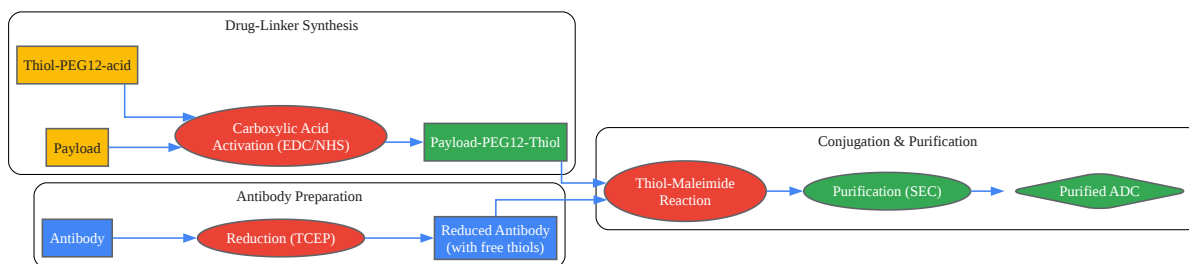 Drug-Linker Synthesis
Thiol-PEG12-acid
Payload
Carboxylic Acid
Activation (EDC/NHS)
Payload-PEG12-Thiol
Antibody Preparation
Antibody
Reduction (TCEP)
Reduced Antibody
(with free thiols)
Conjugation & Purification
Thiol-Maleimide
Reaction
Purification (SEC)
Purified ADC